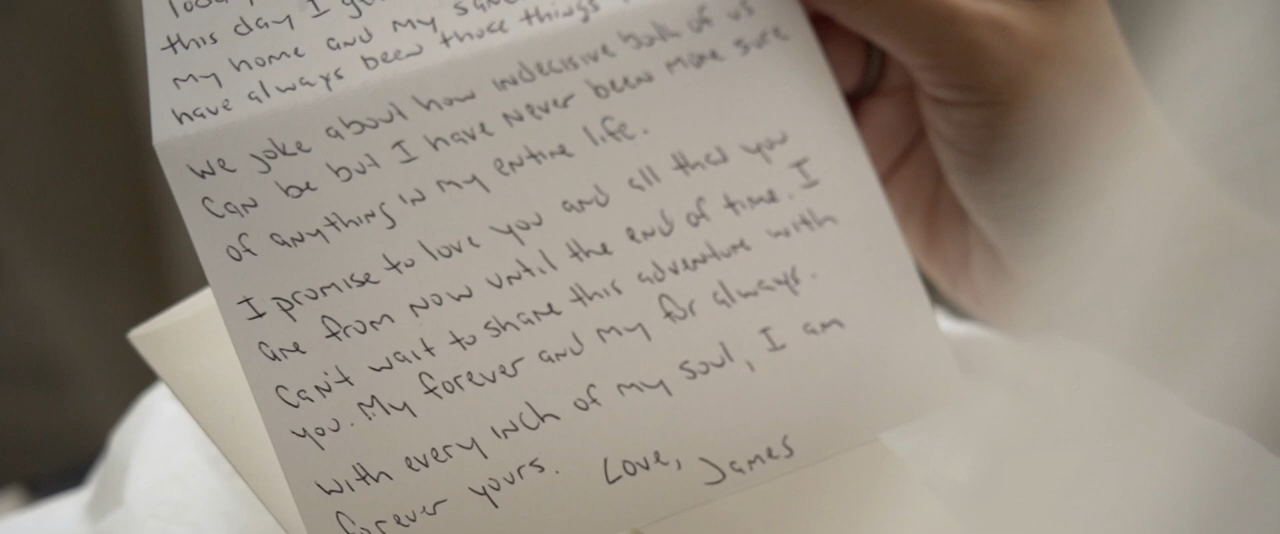 this day I
my home and my
have always been those things
We joke about how indecisive both of us
can be but I have never been more sure
of anything in my entire life.
I promise to love you and all that you
are from now until the end of time. I
can't wait to share this adventure with
you. My forever and my for always.
with every inch of my soul, I am
forever yours. Love, James